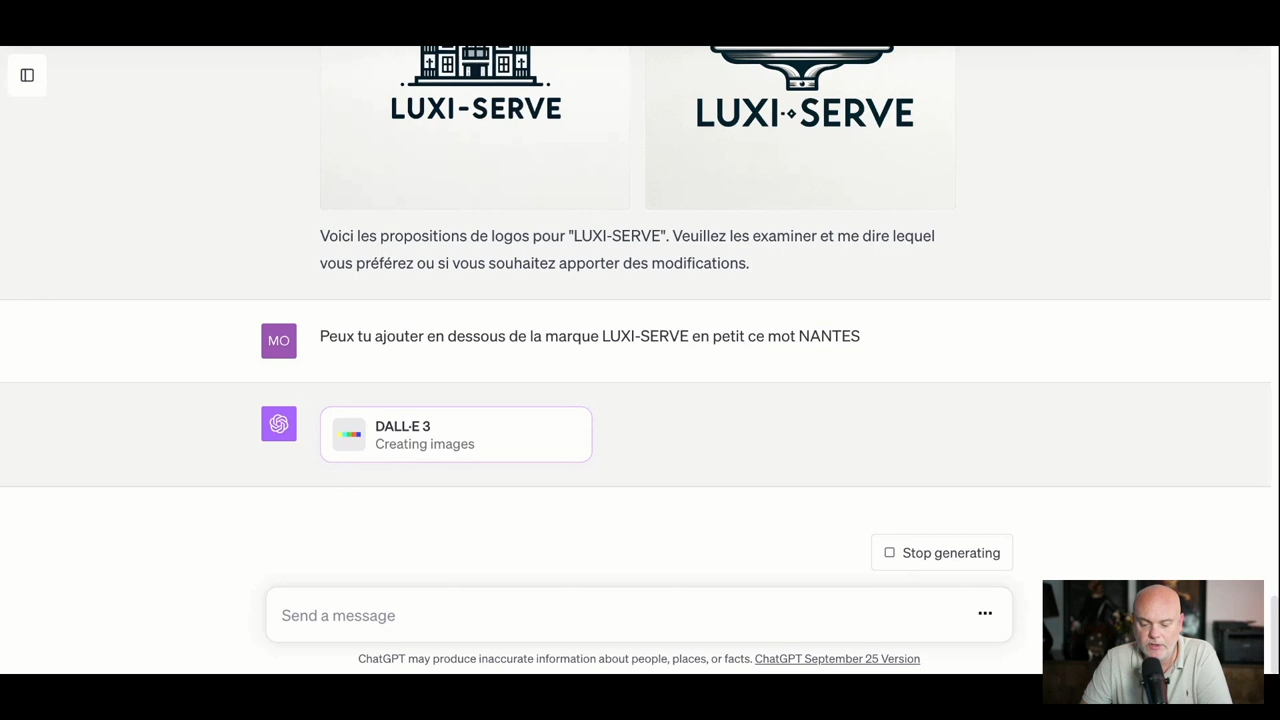 LUXI-SERVE
LUXI SERVE
Voici les propositions de logos pour "LUXI-SERVE". Veuillez les examiner et me dire lequel
vous préférez ou si vous souhaitez apporter des modifications.
MO
Peux tu ajouter en dessous de la marque LUXI-SERVE en petit ce mot NANTES
DALL·E 3
Creating images
Stop generating
Send a message
ChatGPT may produce inaccurate information about people, places, or facts. ChatGPT September 25 Version